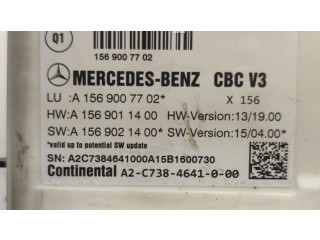 Q1
156 900 77 02
MERCEDES-BENZ CBC V3
LU :A 156 900 77 02* X 156
HW:A 156 901 14 00 HW-Version:13/19.00
SW:A 156 902 14 00* SW-Version:15/04.00*
*valid up to potential SW update
SN: A2C7384641000A15B1600730
Continental A2-C738-4641-0-00